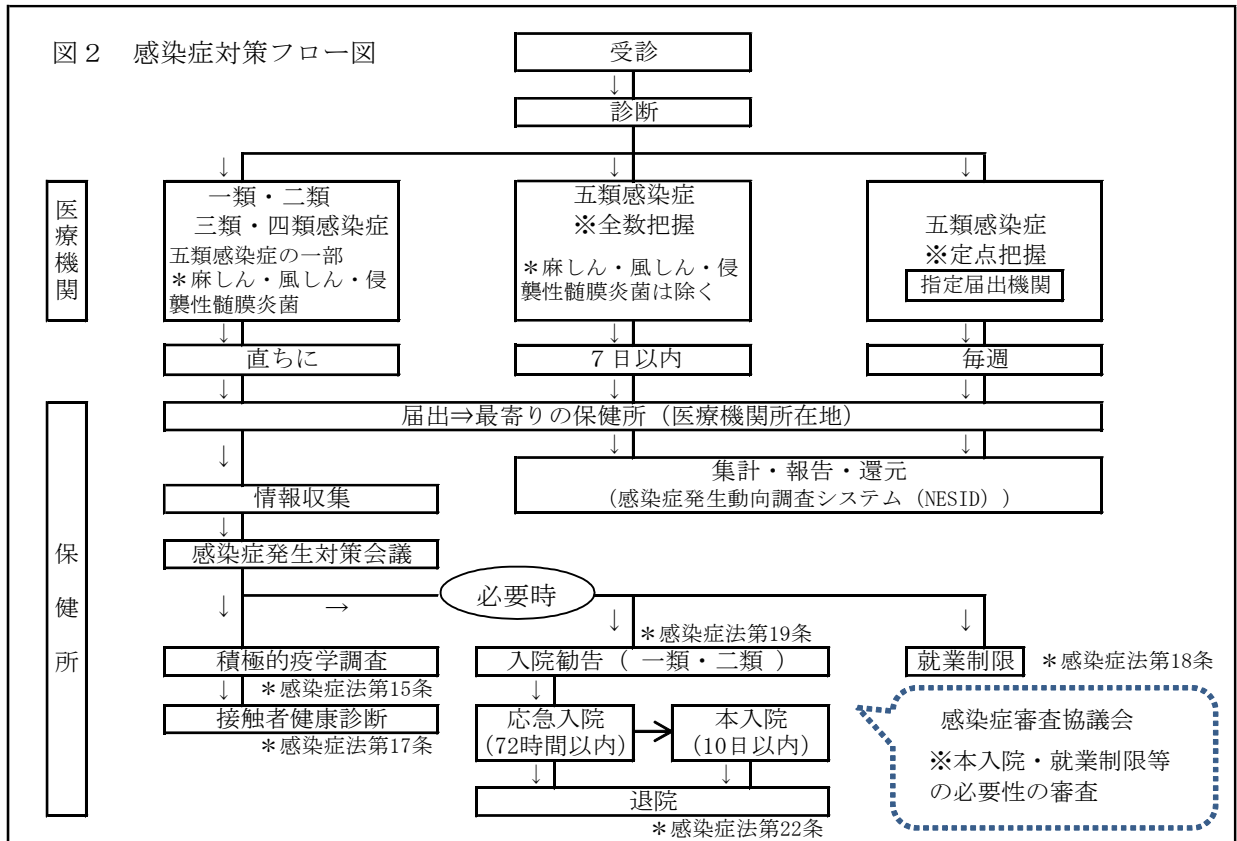 図２　感染症対策フロー図
受診
↓
診断
↓
↓
↓
医療機関
一類・二類
三類・四類感染症
五類感染症の一部
＊麻しん・風しん・侵
襲性髄膜炎菌
五類感染症
※全数把握
＊麻しん・風しん・侵
襲性髄膜炎菌は除く
五類感染症
※定点把握
指定届出機関
↓
↓
↓
直ちに
７日以内
毎週
↓
↓
↓
保健所
届出⇒最寄りの保健所（医療機関所在地）
↓
↓
↓
集計・報告・還元
（感染症発生動向調査システム（NESID））
情報収集
↓
感染症発生対策会議
↓
→
必要時
↓
↓
＊感染症法第19条
積極的疫学調査
入院勧告（ 一類・二類 ）
就業制限
＊感染症法第18条
＊感染症法第15条
↓
↓
接触者健康診断
＊感染症法第17条
応急入院
(72時間以内)
本入院
(10日以内)
感染症審査協議会
※本入院・就業制限等
の必要性の審査
↓
↓
退院
＊感染症法第22条